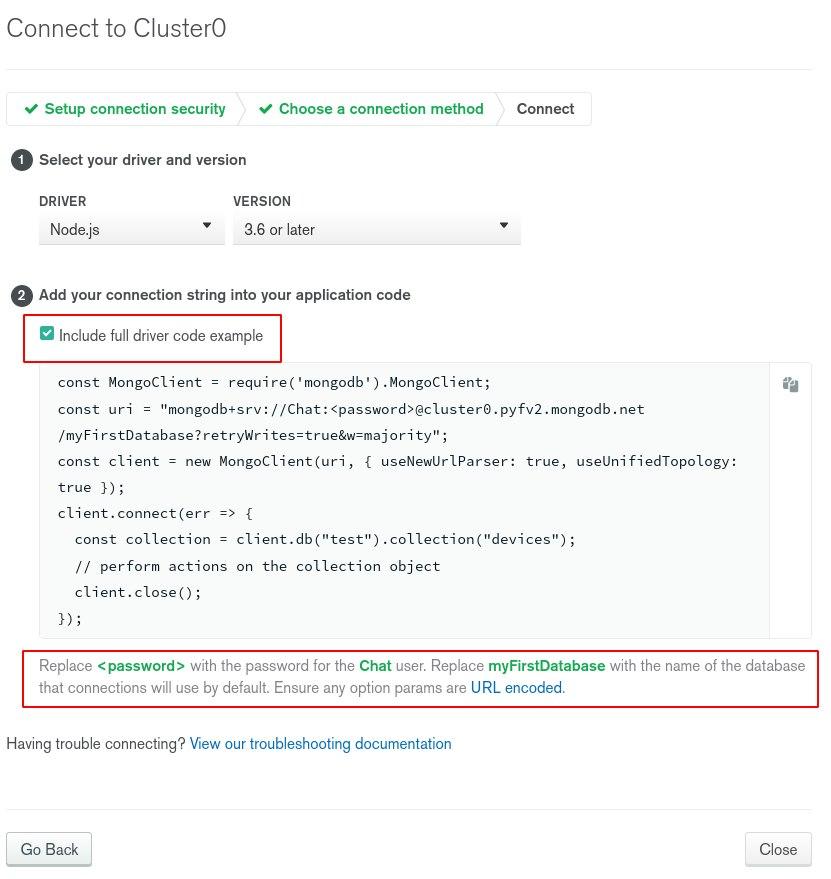 Connect to Cluster0
✔ Setup connection security
✔ Choose a connection method
Connect
1 Select your driver and version
DRIVER
VERSION
Node.js
3.6 or later
2 Add your connection string into your application code
Include full driver code example
const MongoClient = require('mongodb').MongoClient;
const uri = "mongodb+srv://Chat:<password>@cluster0.pyfv2.mongodb.net
/myFirstDatabase?retryWrites=true&w=majority";
const client = new MongoClient(uri, { useNewUrlParser: true, useUnifiedTopology:
true });
client.connect(err => {
  const collection = client.db("test").collection("devices");
  // perform actions on the collection object
  client.close();
});
Replace <password> with the password for the Chat user. Replace myFirstDatabase with the name of the database
that connections will use by default. Ensure any option params are URL encoded.
Having trouble connecting? View our troubleshooting documentation
Go Back
Close